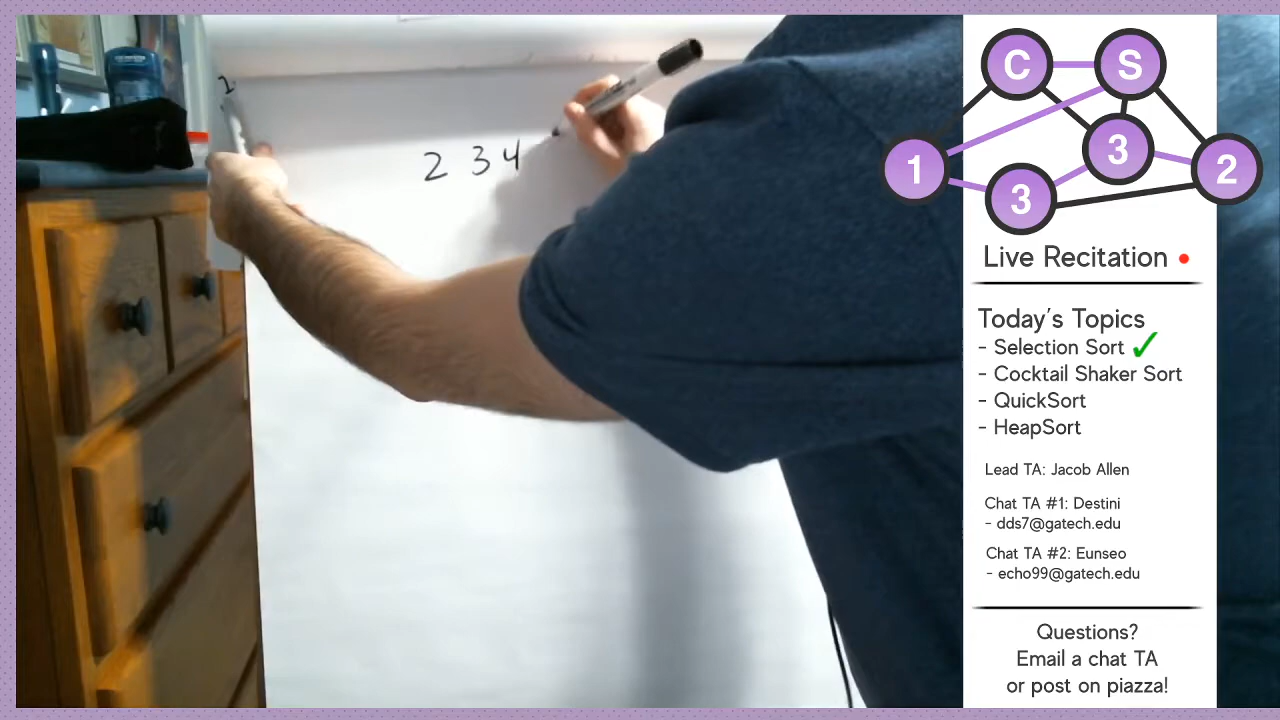 2 3 4
C S
1 3 3 2
Live Recitation
Today's Topics
- Selection Sort ✓
- Cocktail Shaker Sort
- QuickSort
- HeapSort
Lead TA: Jacob Allen
Chat TA #1: Destini
- dds7@gatech.edu
Chat TA #2: Eunseo
- echo99@gatech.edu
Questions?
Email a chat TA
or post on piazza!